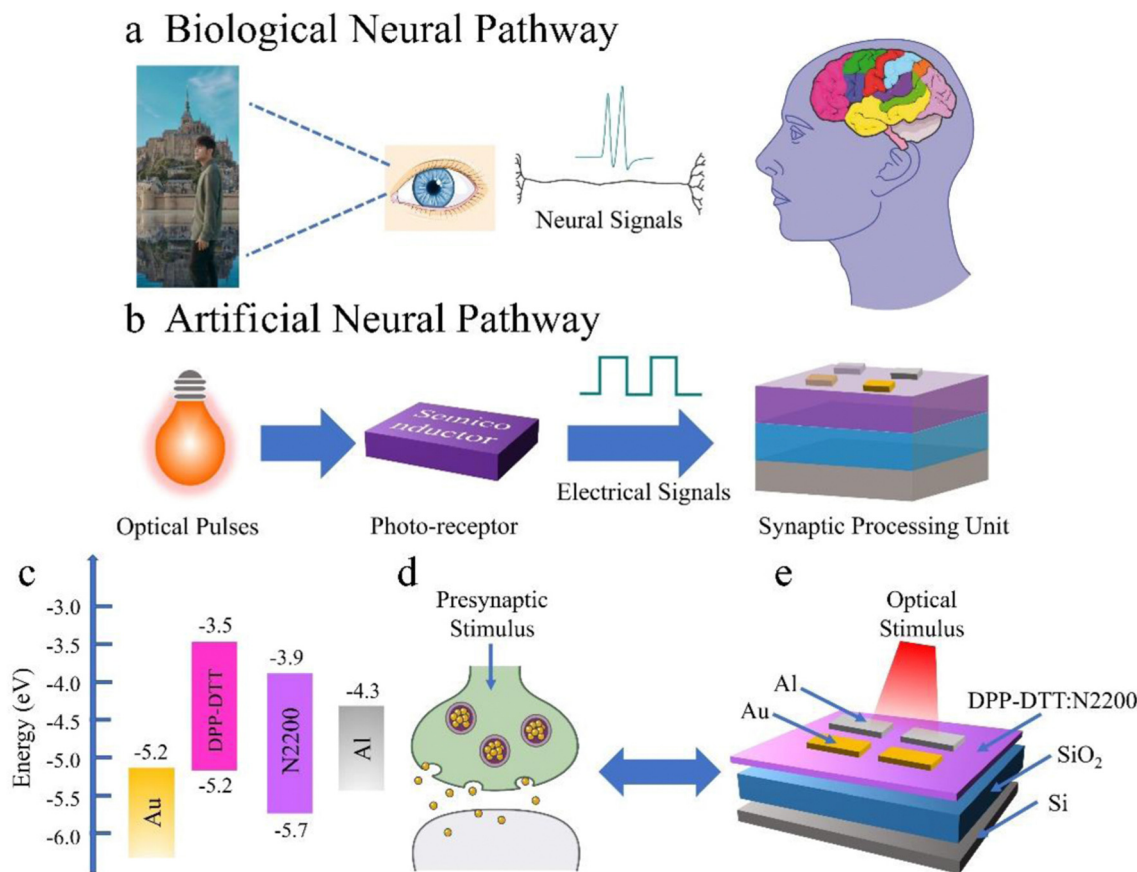 a Biological Neural Pathway
Neural Signals
b Artificial Neural Pathway
Semico
nductor
Electrical Signals
Optical Pulses
Photo-receptor
Synaptic Processing Unit
c
Energy (eV)
-3.0
-3.5
-4.0
-4.5
-5.0
-5.5
-6.0
-5.2
Au
-3.5
DPP-DTT
-5.2
-3.9
N2200
-5.7
-4.3
Al
d
Presynaptic
Stimulus
e
Optical
Stimulus
Al
Au
DPP-DTT:N2200
SiO₂
Si